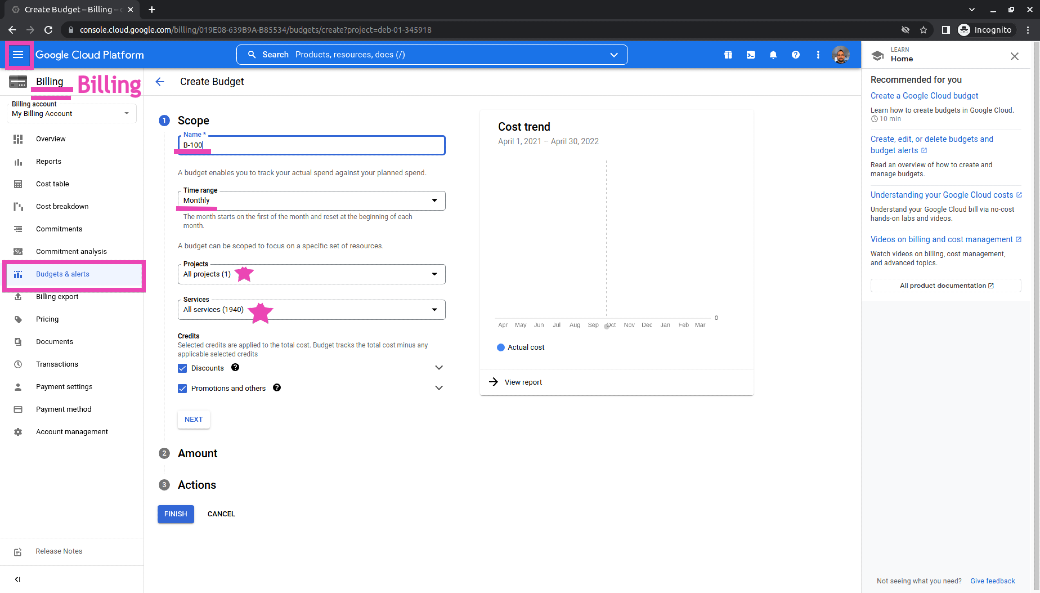 Create Budget – Billing – 
console.cloud.google.com/billing/019E08-639B9A-B85534/budgets/create?project=deb-01-345918
Incognito
Google Cloud Platform
Search Products, resources, docs (/)
LEARN
Home
Billing
Billing
Billing account
My Billing Account
Overview
Reports
Cost table
Cost breakdown
Commitments
Commitment analysis
Budgets & alerts
Billing export
Pricing
Documents
Transactions
Payment settings
Payment method
Account management
Release Notes
Create Budget
1 Scope
Name *
B-100
A budget enables you to track your actual spend against your planned spend.
Time range
Monthly
The month starts on the first of the month and reset at the beginning of each
month.
A budget can be scoped to focus on a specific set of resources
Projects
All projects (1)
Services
All services (1940)
Credits
Selected credits are applied to the total cost. Budget tracks the total cost minus any
applicable selected credits
Discounts
Promotions and others
NEXT
2 Amount
3 Actions
FINISH CANCEL
Cost trend
April 1, 2021 – April 30, 2022
0
Apr May Jun Jul Aug Sep Oct Nov Dec Jan Feb Mar
Actual cost
View report
Recommended for you
Create a Google Cloud budget
Learn how to create budgets in Google Cloud.
10 min
Create, edit, or delete budgets and
budget alerts
Read an overview of how to create and
manage budgets.
Understanding your Google Cloud costs
Understand your Google Cloud bill via no-cost
hands-on labs and videos.
Videos on billing and cost management
Watch videos on billing, cost management,
and advanced topics.
All product documentation
Not seeing what you need? Give feedback